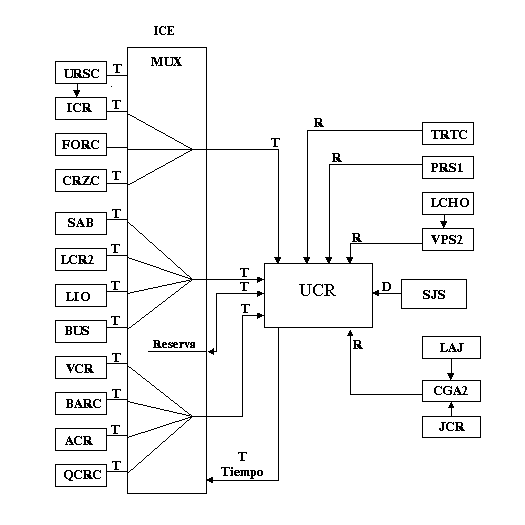 ICE
MUX
URSC T
ICR T
FORC T
CRZC T
SAB T
LCR2 T
LIO T
BUS T
VCR T
BARC T
ACR T
QCRC T
Reserva
T
T
T
T
UCR
T
Tiempo
R
TRTC
R
PRS1
LCHO
R
VPS2
D
SJS
R
LAJ
CGA2
JCR